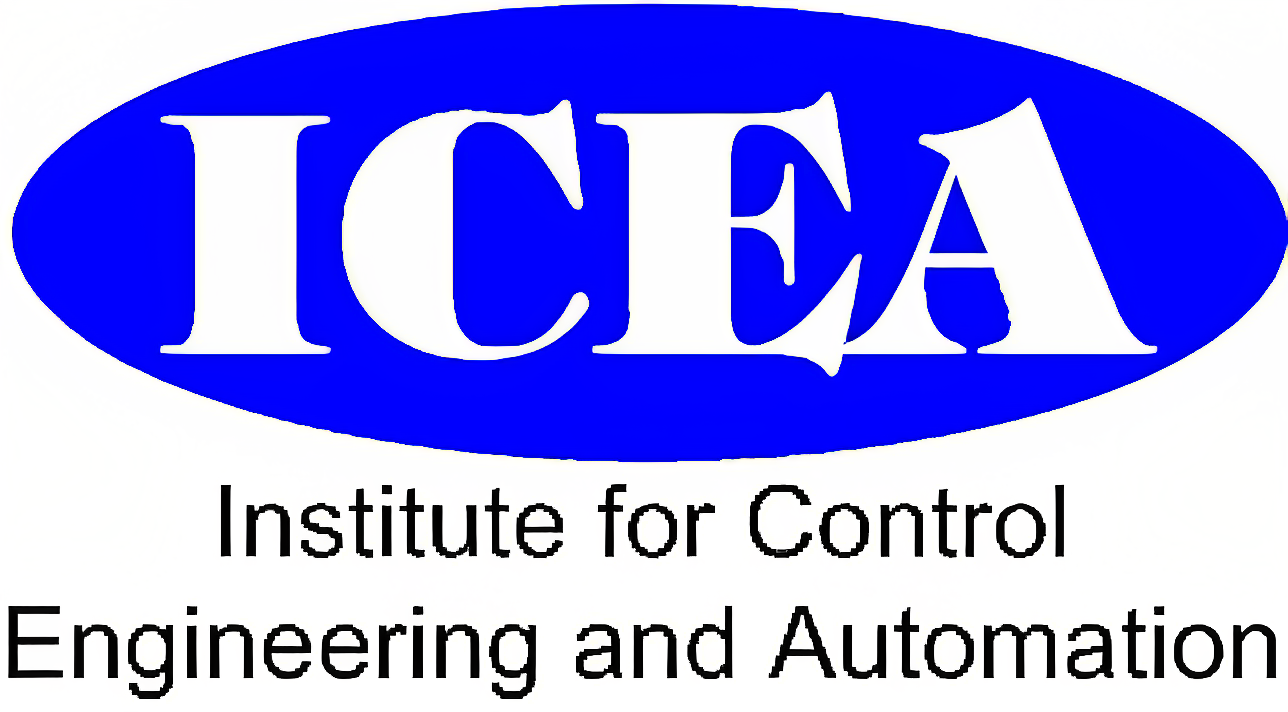 ICEA
Institute for Control
Engineering and Automation